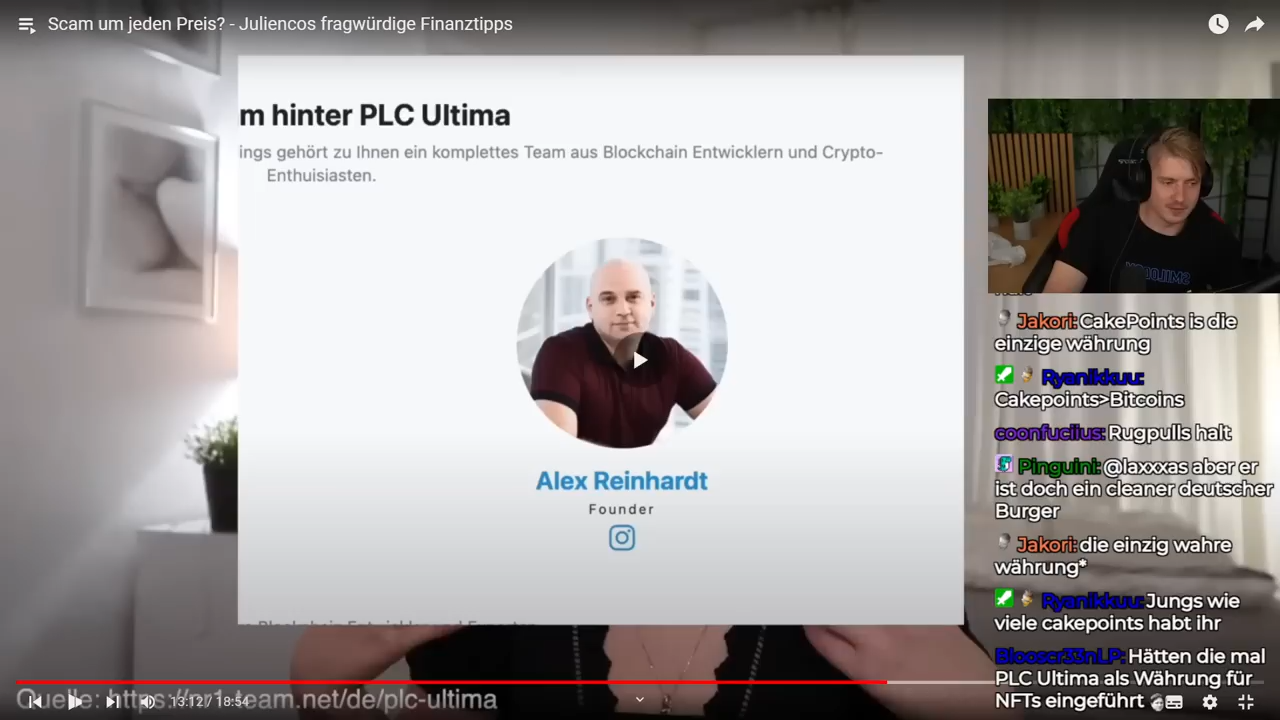 Scam um jeden Preis? - Juliencos fragwürdige Finanztipps
m hinter PLC Ultima
ings gehört zu Ihnen ein komplettes Team aus Blockchain Entwicklern und Crypto-
Enthusiasten.
Alex Reinhardt
Founder
Jakori: CakePoints is die
einzige währung
Ryanikkuu:
Cakepoints>Bitcoins
coonfuciius: Rugpulls halt
Pinguini: @laxxxas aber er
ist doch ein cleaner deutscher
Burger
Jakori: die einzig wahre
währung*
Ryanikkuu: Jungs wie
viele cakepoints habt ihr
Blooscr33nLP: Hätten die mal
PLC Ultima als Währung für
NFTs eingeführt
Quelle: https://
eam.net/de/plc-ultima
13:12 / 18:54